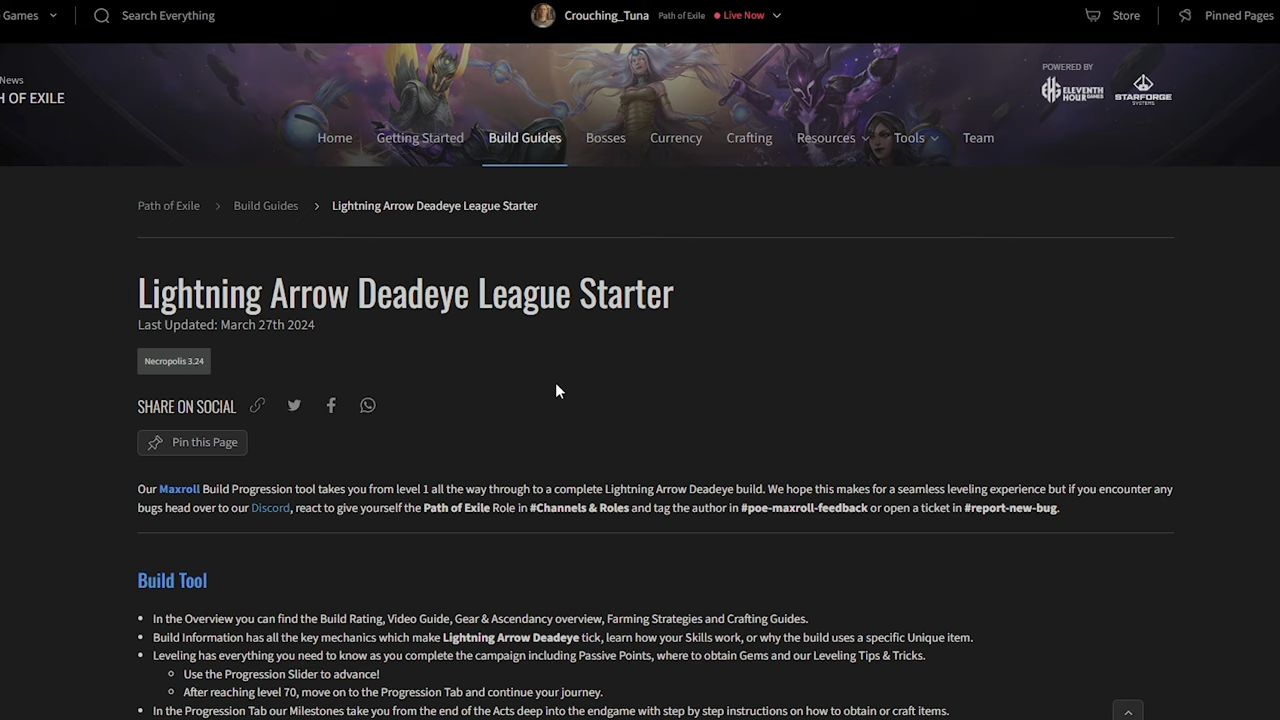 Games
Search Everything
Crouching_Tuna Path of Exile Live Now
Store
Pinned Pages
News
H OF EXILE
POWERED BY
ELEVENTH
HOUR GAMES
STARFORGE
SYSTEMS
Home Getting Started Build Guides Bosses Currency Crafting Resources Tools Team
Path of Exile > Build Guides > Lightning Arrow Deadeye League Starter
Lightning Arrow Deadeye League Starter
Last Updated: March 27th 2024
Necropolis 3.24
SHARE ON SOCIAL
Pin this Page
Our Maxroll Build Progression tool takes you from level 1 all the way through to a complete Lightning Arrow Deadeye build. We hope this makes for a seamless leveling experience but if you encounter any
bugs head over to our Discord, react to give yourself the Path of Exile Role in #Channels & Roles and tag the author in #poe-maxroll-feedback or open a ticket in #report-new-bug.
Build Tool
• In the Overview you can find the Build Rating, Video Guide, Gear & Ascendancy overview, Farming Strategies and Crafting Guides.
• Build Information has all the key mechanics which make Lightning Arrow Deadeye tick, learn how your Skills work, or why the build uses a specific Unique item.
• Leveling has everything you need to know as you complete the campaign including Passive Points, where to obtain Gems and our Leveling Tips & Tricks.
○ Use the Progression Slider to advance!
○ After reaching level 70, move on to the Progression Tab and continue your journey.
• In the Progression Tab our Milestones take you from the end of the Acts deep into the endgame with step by step instructions on how to obtain or craft items.